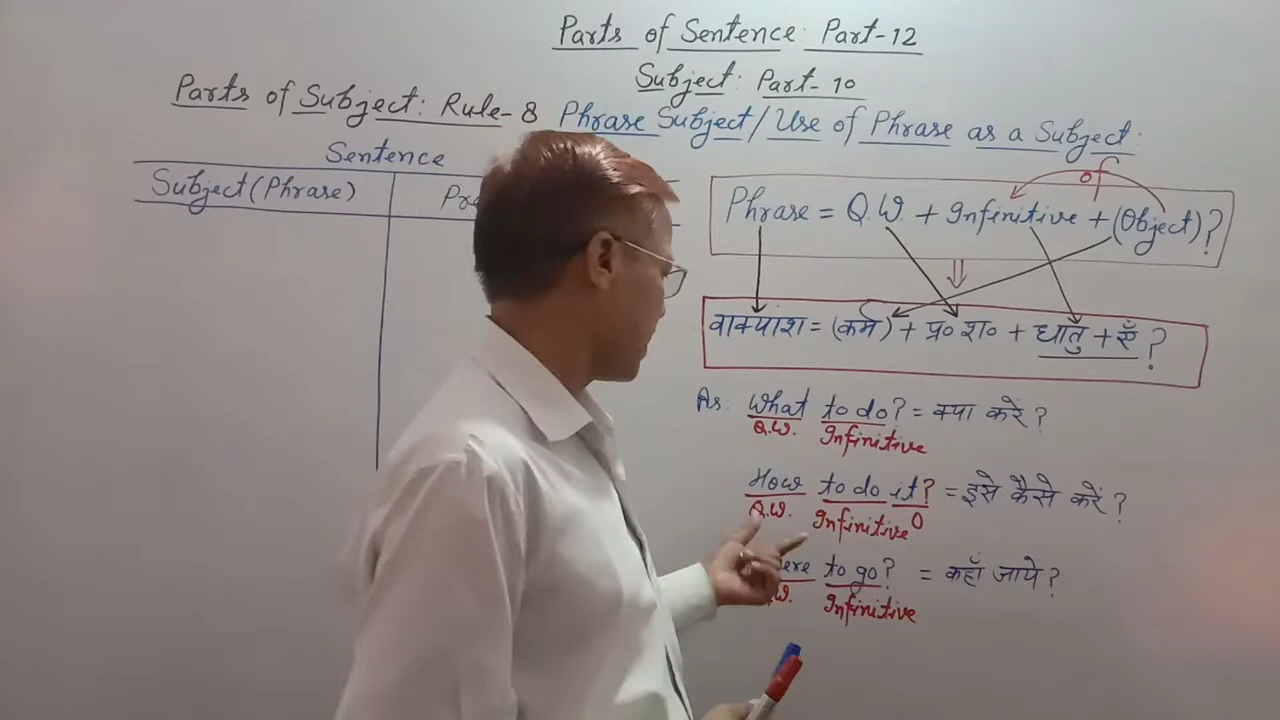 Parts of Sentence: Part-12
Subject: Part-10
Parts of Subject: Rule-8 Phrase Subject/Use of Phrase as a Subject:
Sentence
Subject (Phrase)
of
Phrase = Q.W. + Infinitive + (Object)?
वाक्यांश = (कर्म) + प्र० श० + धातु + एँ ?
As: What to do? = क्या करें ?
Q.W. Infinitive
How to do it? = इसे कैसे करें ?
Q.W. Infinitive O
to go? = कहाँ जायें ?
Infinitive